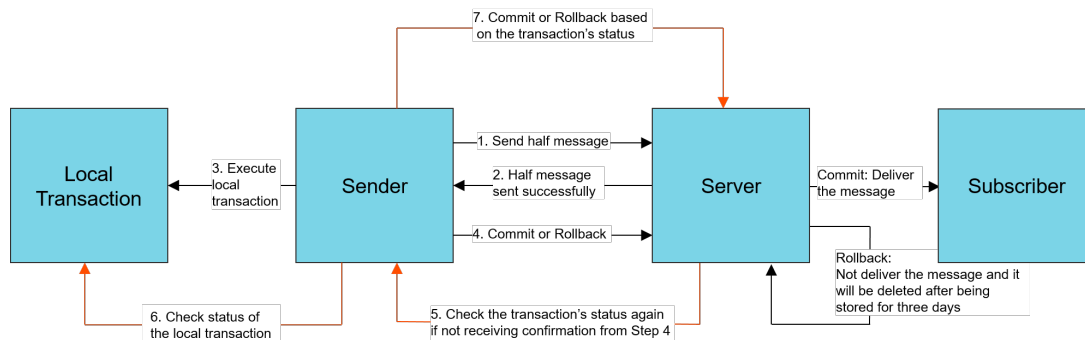 7. Commit or Rollback based
on the transaction's status
Local
Transaction
3. Execute
local
transaction
Sender
1. Send half message
2. Half message
sent successfully
4. Commit or Rollback
Server
Commit: Deliver
the message
Subscriber
Rollback:
Not deliver the message and it
will be deleted after being
stored for three days
6. Check status of
the local transaction
5. Check the transaction's status again
if not receiving confirmation from Step 4